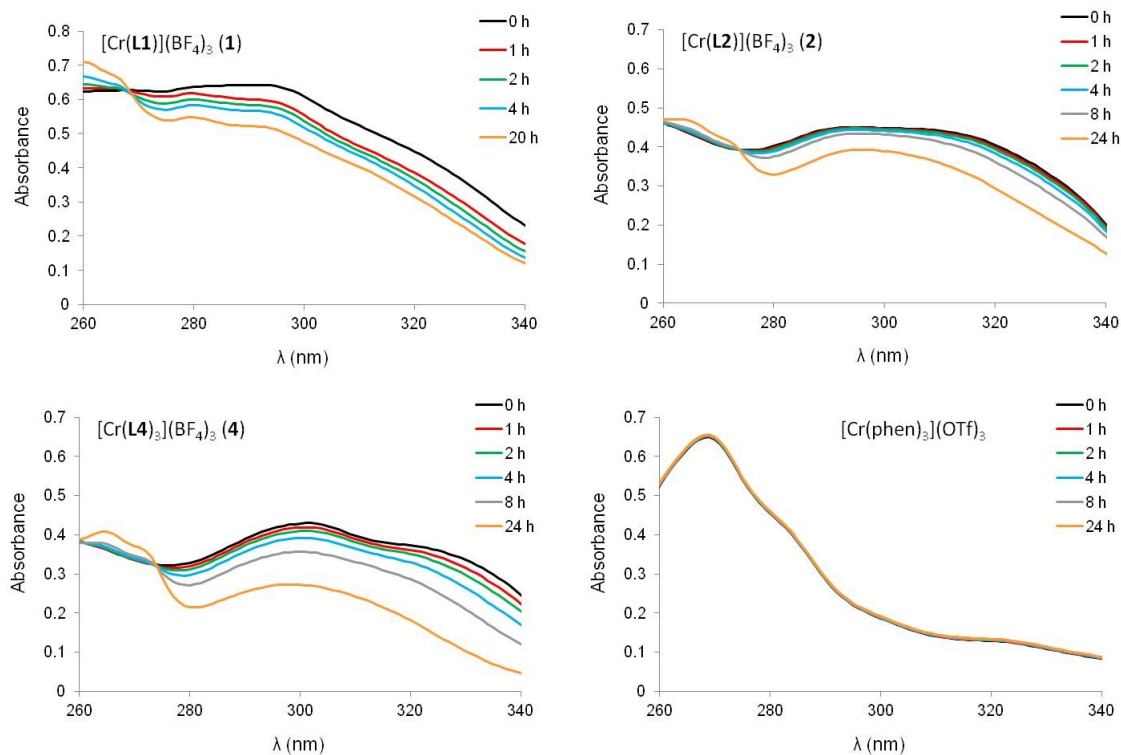 [Cr(L1)](BF₄)₃ (1)
0 h
1 h
2 h
4 h
20 h
0.8
0.7
0.6
0.5
0.4
0.3
0.2
0.1
0
Absorbance
260
280
300
320
340
λ (nm)
[Cr(L2)](BF₄)₃ (2)
0 h
1 h
2 h
4 h
8 h
24 h
0.7
0.6
0.5
0.4
0.3
0.2
0.1
0
Absorbance
260
280
300
320
340
λ (nm)
[Cr(L4)₃](BF₄)₃ (4)
0 h
1 h
2 h
4 h
8 h
24 h
0.7
0.6
0.5
0.4
0.3
0.2
0.1
0
Absorbance
260
280
300
320
340
λ (nm)
[Cr(phen)₃](OTf)₃
0 h
1 h
2 h
4 h
8 h
24 h
0.7
0.6
0.5
0.4
0.3
0.2
0.1
0
Absorbance
260
280
300
320
340
λ (nm)